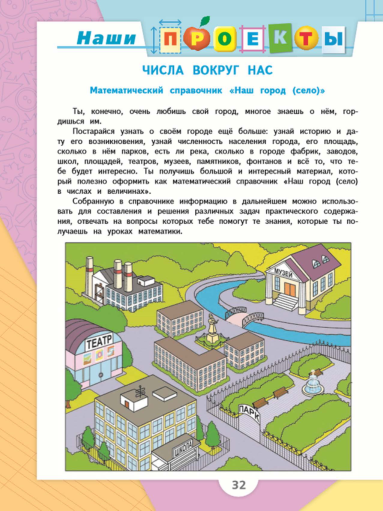 Наши ПРОЕКТЫ
ЧИСЛА ВОКРУГ НАС
Математический справочник «Наш город (село)»
Ты, конечно, очень любишь свой город, многое знаешь о нём, гор-
дишься им.
Постарайся узнать о своём городе ещё больше: узнай историю и да-
ту его возникновения, узнай численность населения города, его площадь,
сколько в нём парков, есть ли река, сколько в городе фабрик, заводов,
школ, площадей, театров, музеев, памятников, фонтанов и всё то, что те-
бе будет интересно. Ты получишь большой и интересный материал, кото-
рый полезно оформить как математический справочник «Наш город (село)
в числах и величинах».
Собранную в справочнике информацию в дальнейшем можно использо-
вать для составления и решения различных задач практического содержа-
ния, отвечать на вопросы которых тебе помогут те знания, которые ты по-
лучаешь на уроках математики.
МУЗЕЙ
ТЕАТР
ПАРК
32